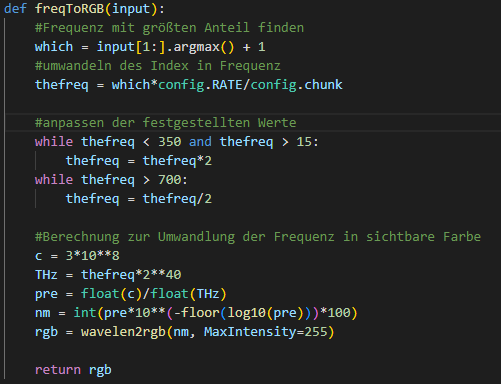 def freqToRGB(input):
    #Frequenz mit größten Anteil finden
    which = input[1:].argmax() + 1
    #umwandeln des Index in Frequenz
    thefreq = which*config.RATE/config.chunk

    #anpassen der festgestellten Werte
    while thefreq < 350 and thefreq > 15:
        thefreq = thefreq*2
    while thefreq > 700:
        thefreq = thefreq/2

    #Berechnung zur Umwandlung der Frequenz in sichtbare Farbe
    c = 3*10**8
    THz = thefreq*2**40
    pre = float(c)/float(THz)
    nm = int(pre*10**(-floor(log10(pre)))*100)
    rgb = wavelen2rgb(nm, MaxIntensity=255)

    return rgb